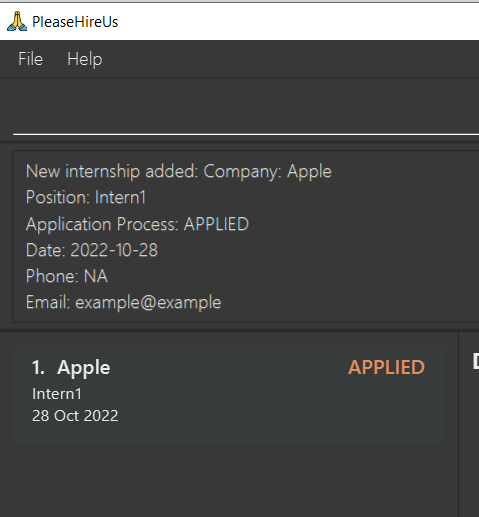 PleaseHireUs
File Help
New internship added: Company: Apple
Position: Intern1
Application Process: APPLIED
Date: 2022-10-28
Phone: NA
Email: example@example
1. Apple APPLIED
Intern1
28 Oct 2022